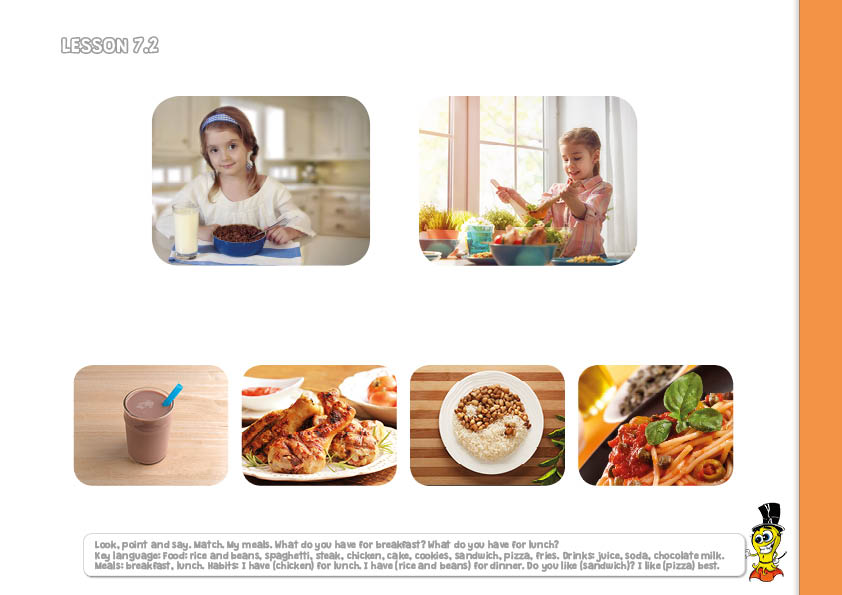 LESSON 7.2
Look, point and say. Match. My meals. What do you have for breakfast? What do you have for lunch?
Key language: Food: rice and beans, spaghetti, steak, chicken, cake, cookies, sandwich, pizza, fries. Drinks: juice, soda, chocolate milk.
Meals: breakfast, lunch. Habits: I have (chicken) for lunch. I have (rice and beans) for dinner. Do you like (sandwich)? I like (pizza) best.